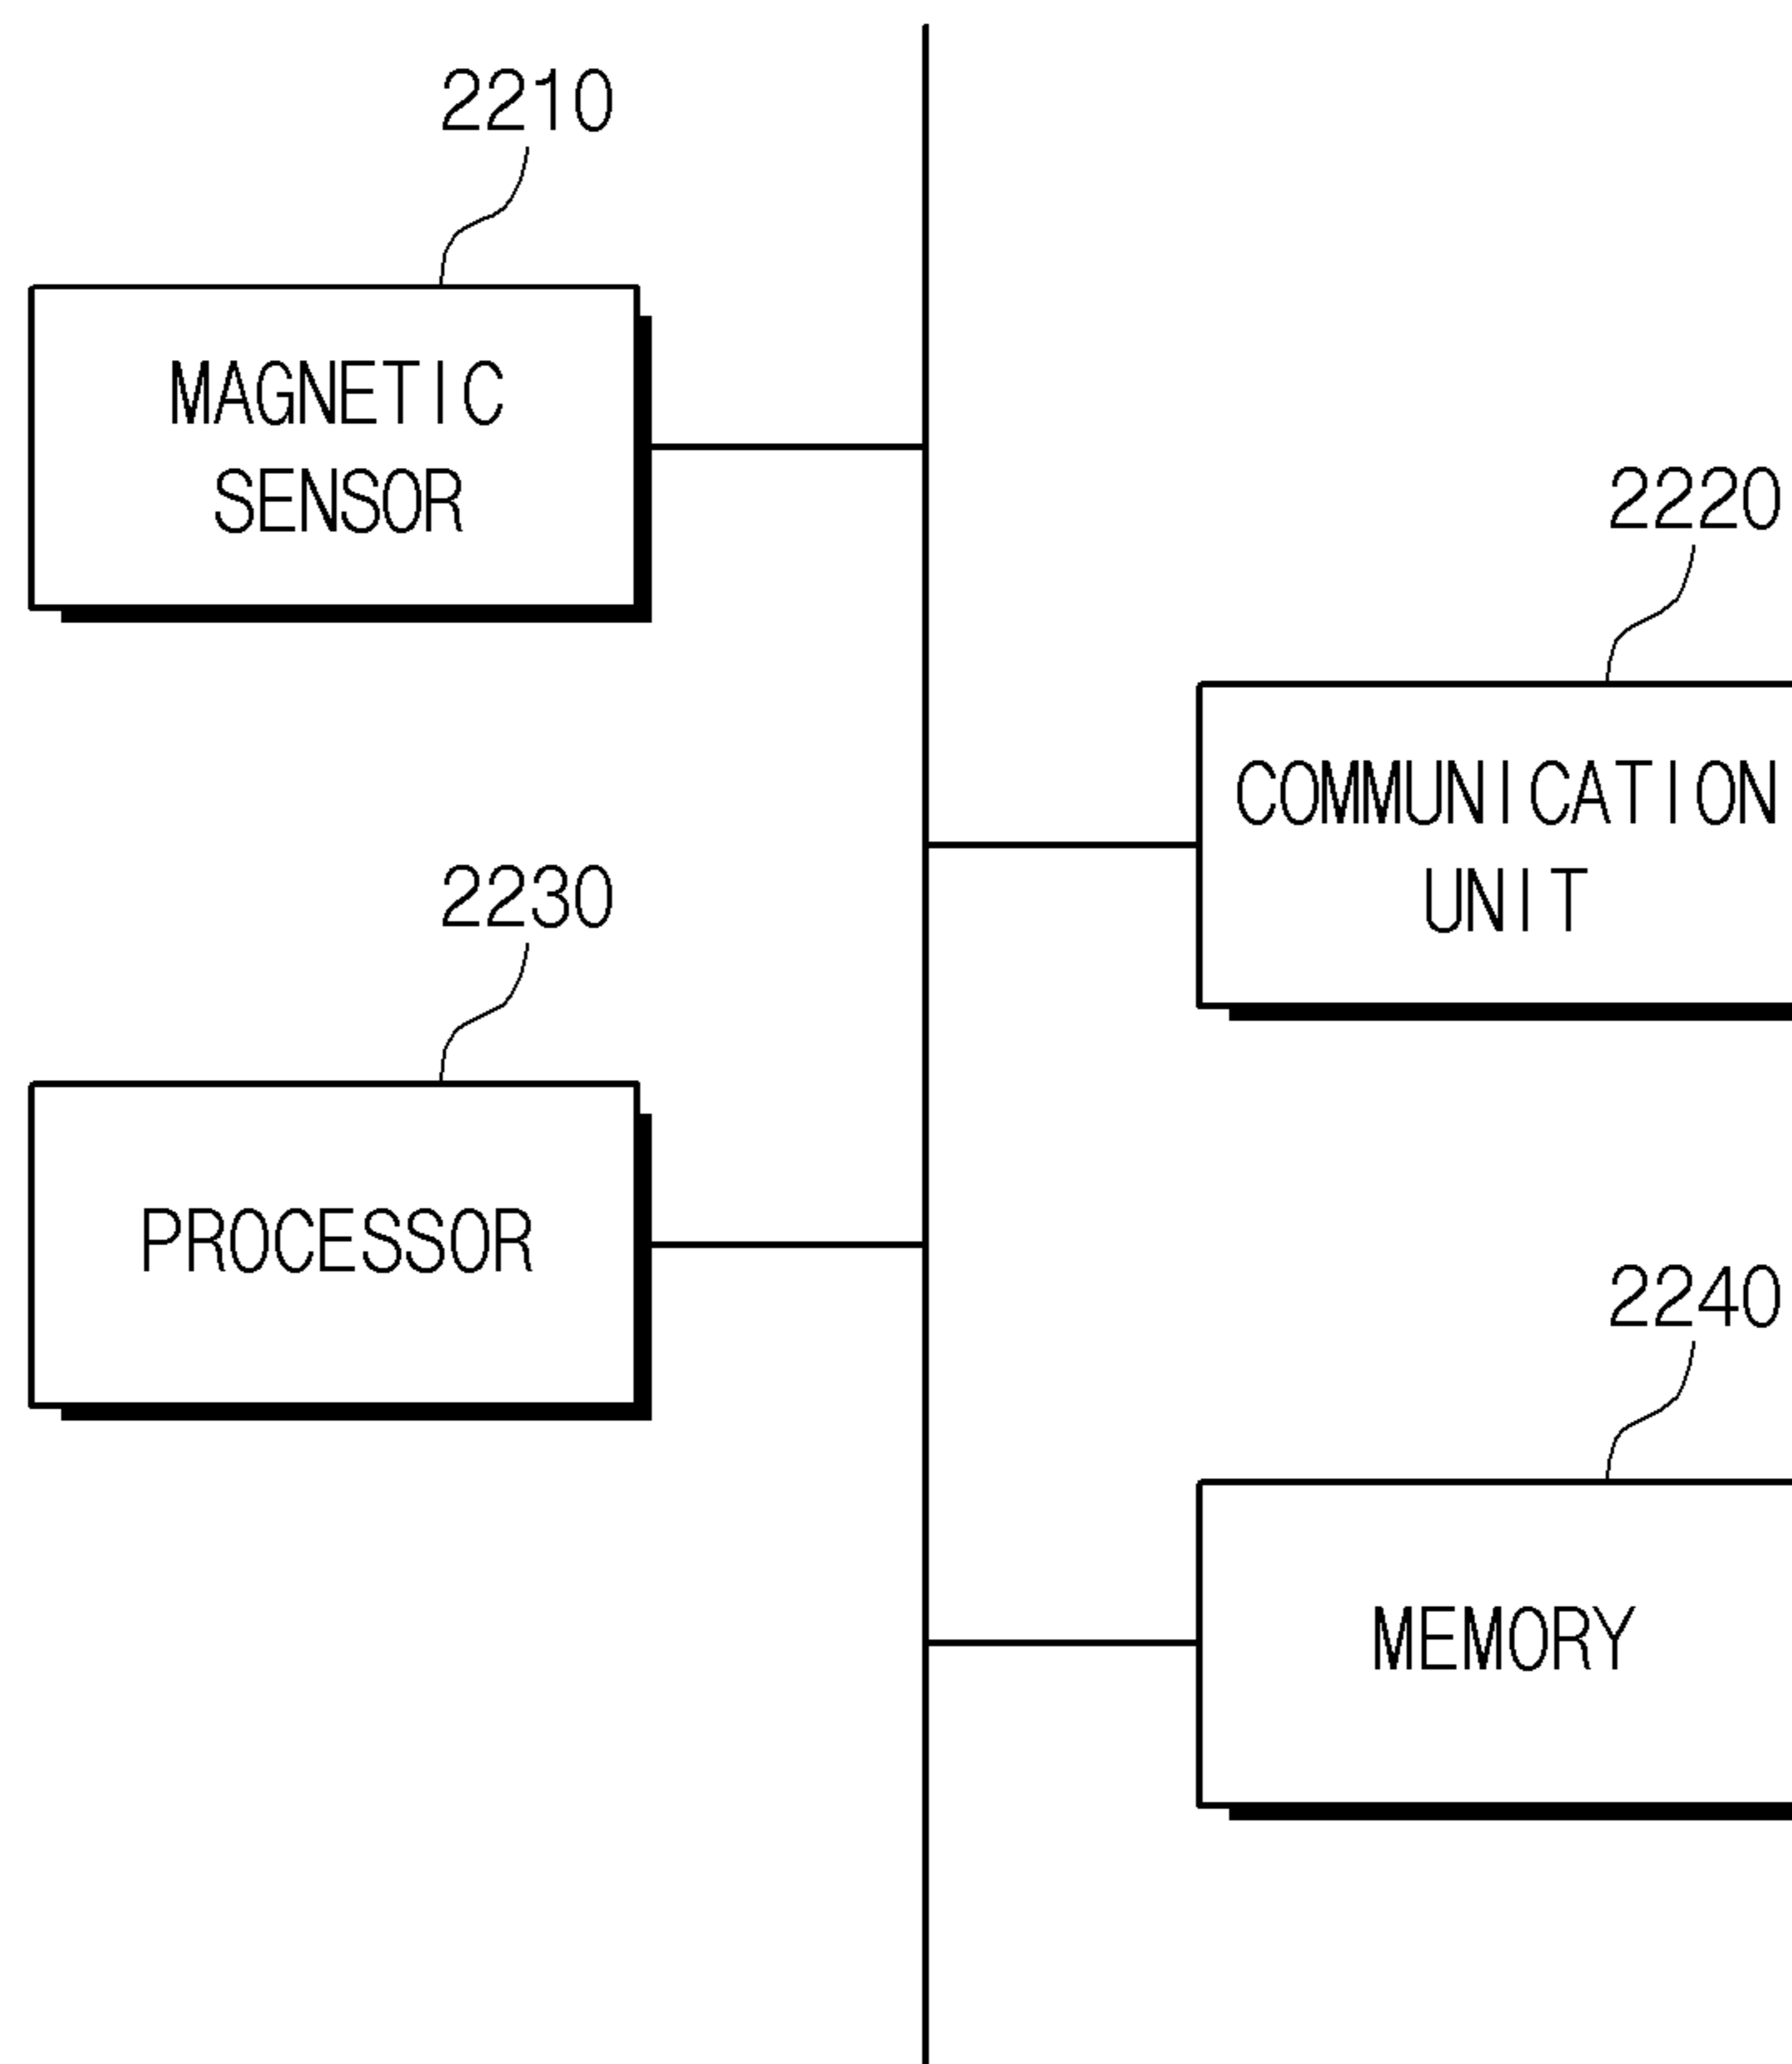 2210
MAGNETIC
SENSOR
2220
COMMUNICATION
UNIT
2230
PROCESSOR
2240
MEMORY